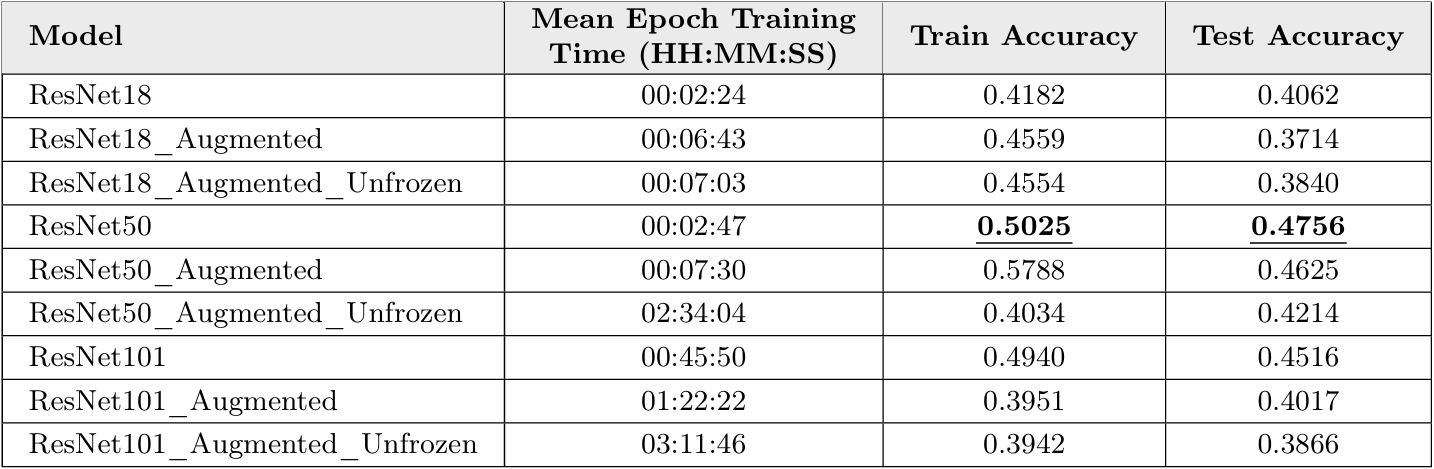 Model Mean Epoch Training Time (HH:MM:SS) Train Accuracy Test Accuracy
ResNet18 00:02:24 0.4182 0.4062
ResNet18_Augmented 00:06:43 0.4559 0.3714
ResNet18_Augmented_Unfrozen 00:07:03 0.4554 0.3840
ResNet50 00:02:47 0.5025 0.4756
ResNet50_Augmented 00:07:30 0.5788 0.4625
ResNet50_Augmented_Unfrozen 02:34:04 0.4034 0.4214
ResNet101 00:45:50 0.4940 0.4516
ResNet101_Augmented 01:22:22 0.3951 0.4017
ResNet101_Augmented_Unfrozen 03:11:46 0.3942 0.3866